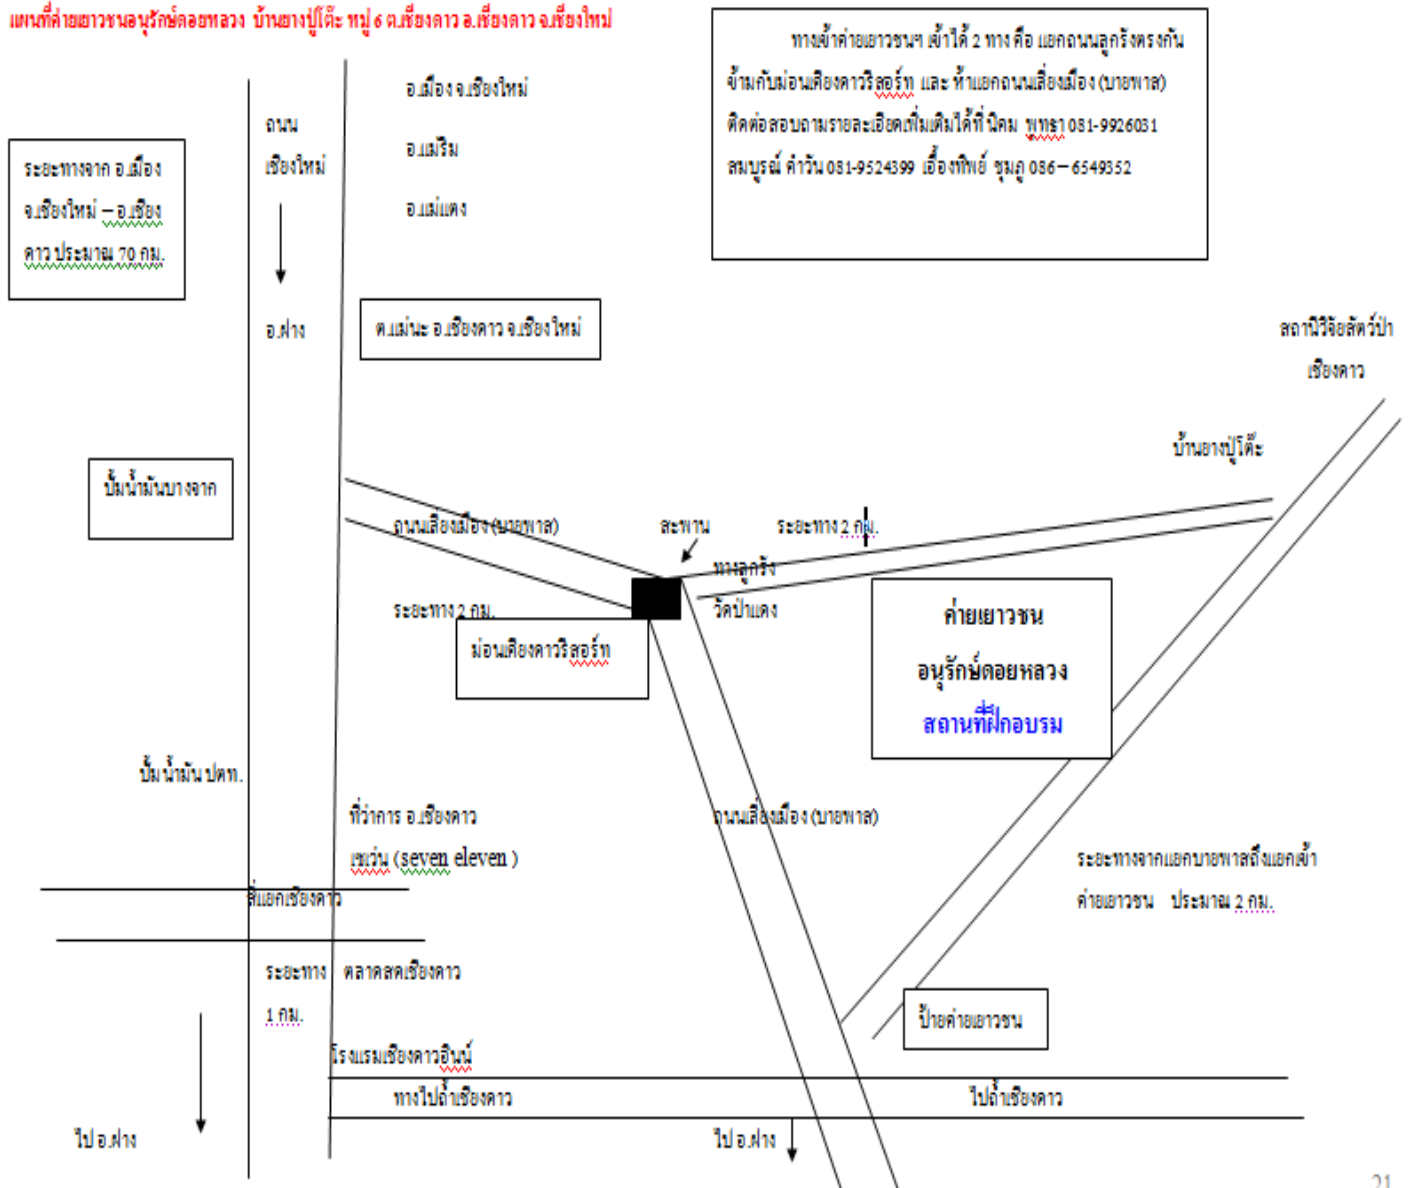 แผนที่ค่ายเยาวชนอนุรักษ์ดอยหลวง บ้านยางปู่โต๊ะ หมู่ 6 ต.เชียงดาว อ.เชียงดาว จ.เชียงใหม่
ทางเข้าค่ายเยาวชนฯ เข้าได้ 2 ทาง คือ แยกถนนลูกรังตรงกัน
ข้ามกับม่อนเคียงดาวรีสอร์ท และ ห้าแยกถนนเลี่ยงเมือง (บายพาส)
ติดต่อสอบถามรายละเอียดเพิ่มเติมได้ที่ นิคม พุทธา 081-9926031
สมบูรณ์ คำวัน 081-9524399 เอื้องทิพย์ ชุมภู 086–6549352
อ.เมือง จ.เชียงใหม่
อ.แม่ริม
อ.แม่แตง
ถนน
เชียงใหม่
อ.ฝาง
ระยะทางจาก อ.เมือง
จ.เชียงใหม่ – อ.เชียง
ดาว ประมาณ 70 กม.
ต.แม่นะ อ.เชียงดาว จ.เชียงใหม่
สถานีวิจัยสัตว์ป่า
เชียงดาว
บ้านยางปู่โต๊ะ
ปั้มน้ำมันบางจาก
ถนนเลี่ยงเมือง (บายพาส)
สะพาน
ระยะทาง 2 กม.
ทางลูกรัง
ระยะทาง 2 กม.
วัดป่าแดง
ม่อนเคียงดาวรีสอร์ท
ค่ายเยาวชน
อนุรักษ์ดอยหลวง
สถานที่ฝึกอบรม
ปั้ม น้ำมัน ปตท.
ที่ว่าการ อ.เชียงดาว
เซเว่น (seven eleven )
ถนนเลี่ยงเมือง (บายพาส)
ระยะทางจากแยกบายพาสถึงแยกเข้า
ค่ายเยาวชน ประมาณ 2 กม.
สี่แยกเชียงดาว
ระยะทาง
1 กม.
ตลาดสดเชียงดาว
ป้ายค่ายเยาวชน
โรงแรมเชียงดาวอินน์
ทางไปถ้ำเชียงดาว
ไปถ้ำเชียงดาว
ไป อ.ฝาง
ไป อ.ฝาง
21